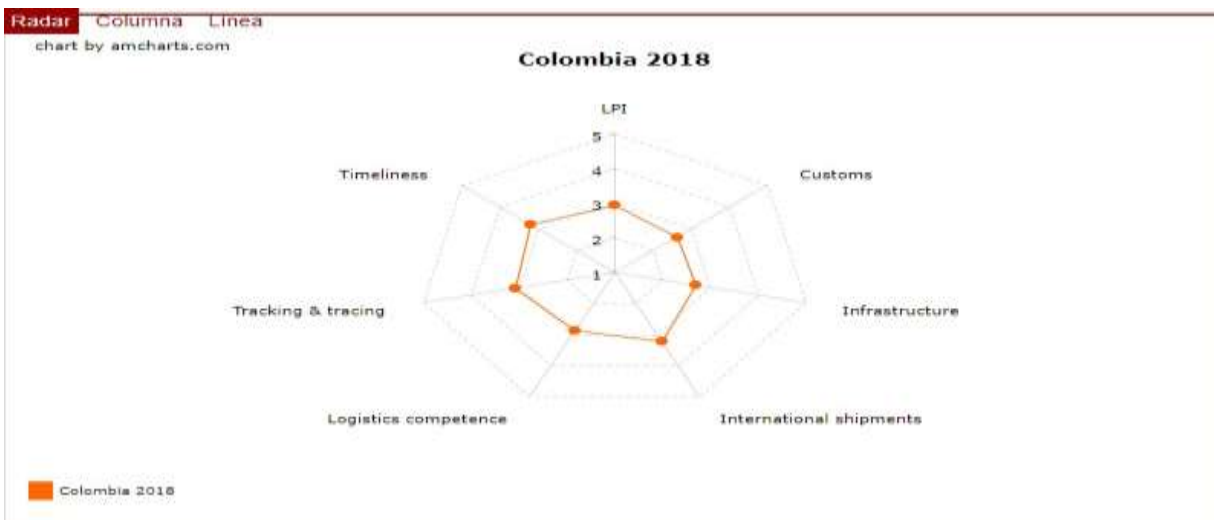 Radar Columna Linea
chart by amcharts.com
Colombia 2018
LPI
5
Timeliness
4
Customs
3
2
1
Tracking & tracing
Infrastructure
Logistics competence
International shipments
Colombia 2018